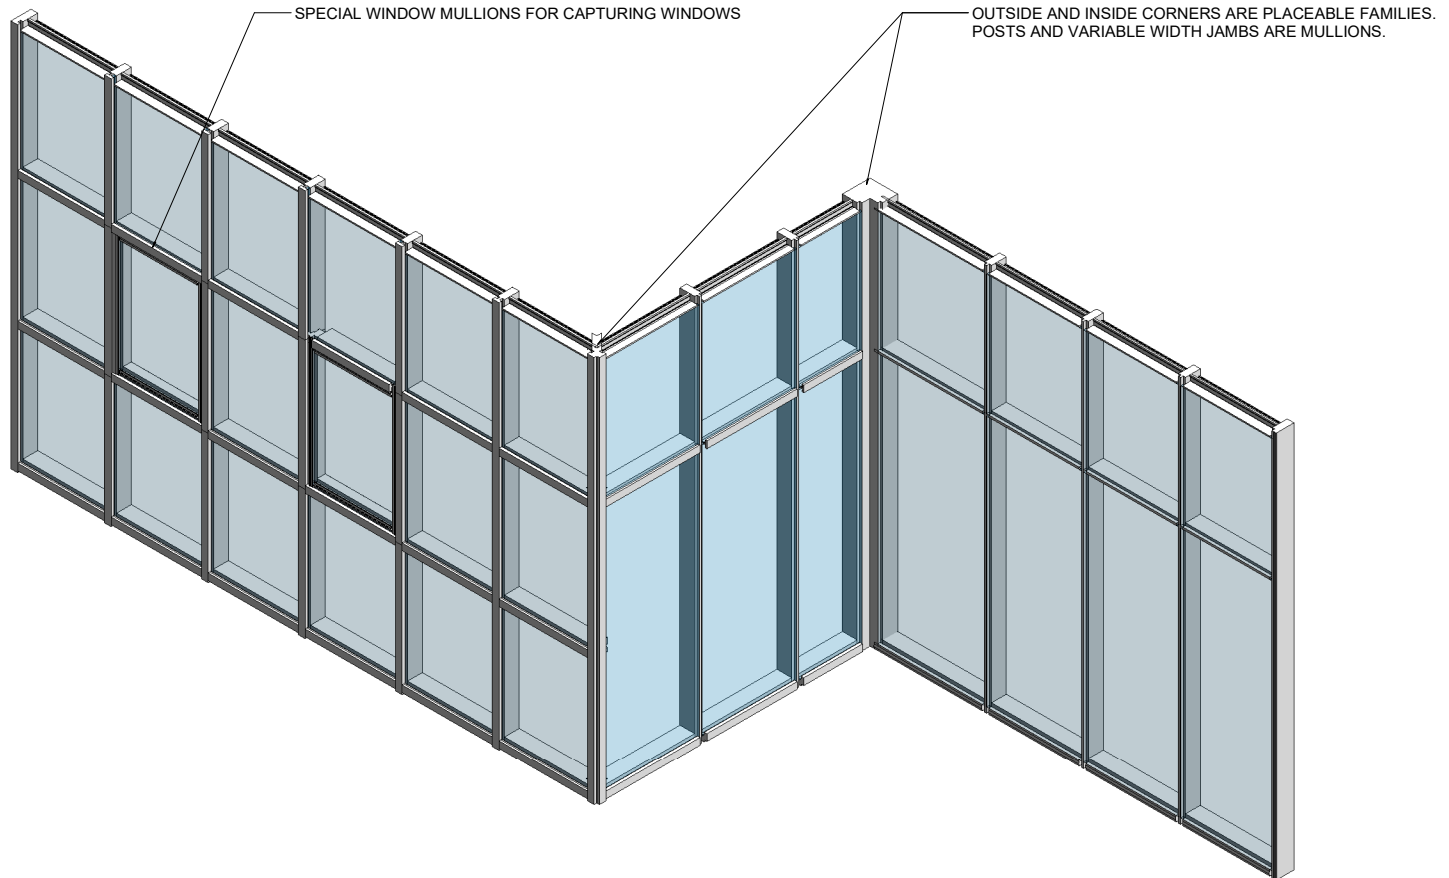 SPECIAL WINDOW MULLIONS FOR CAPTURING WINDOWS
OUTSIDE AND INSIDE CORNERS ARE PLACEABLE FAMILIES.
POSTS AND VARIABLE WIDTH JAMBS ARE MULLIONS.